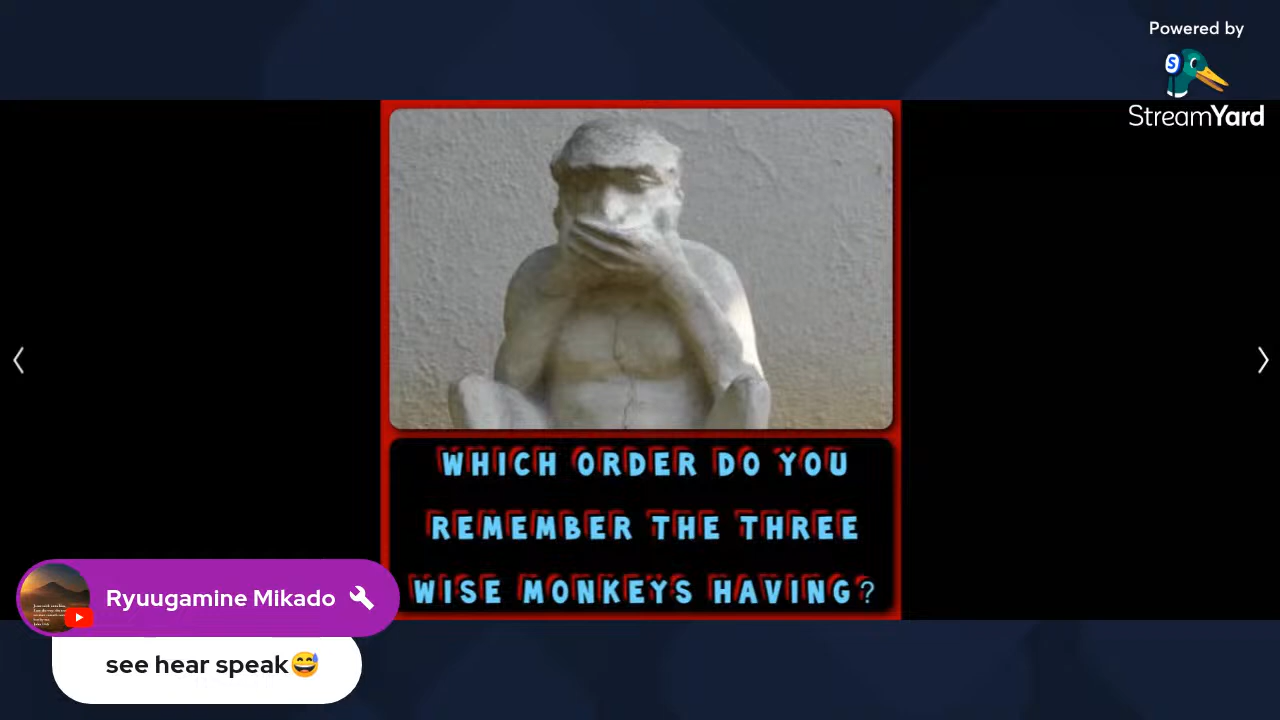 Powered by
StreamYard
WHICH ORDER DO YOU
REMEMBER THE THREE
WISE MONKEYS HAVING?
Ryuugamine Mikado
see hear speak😅